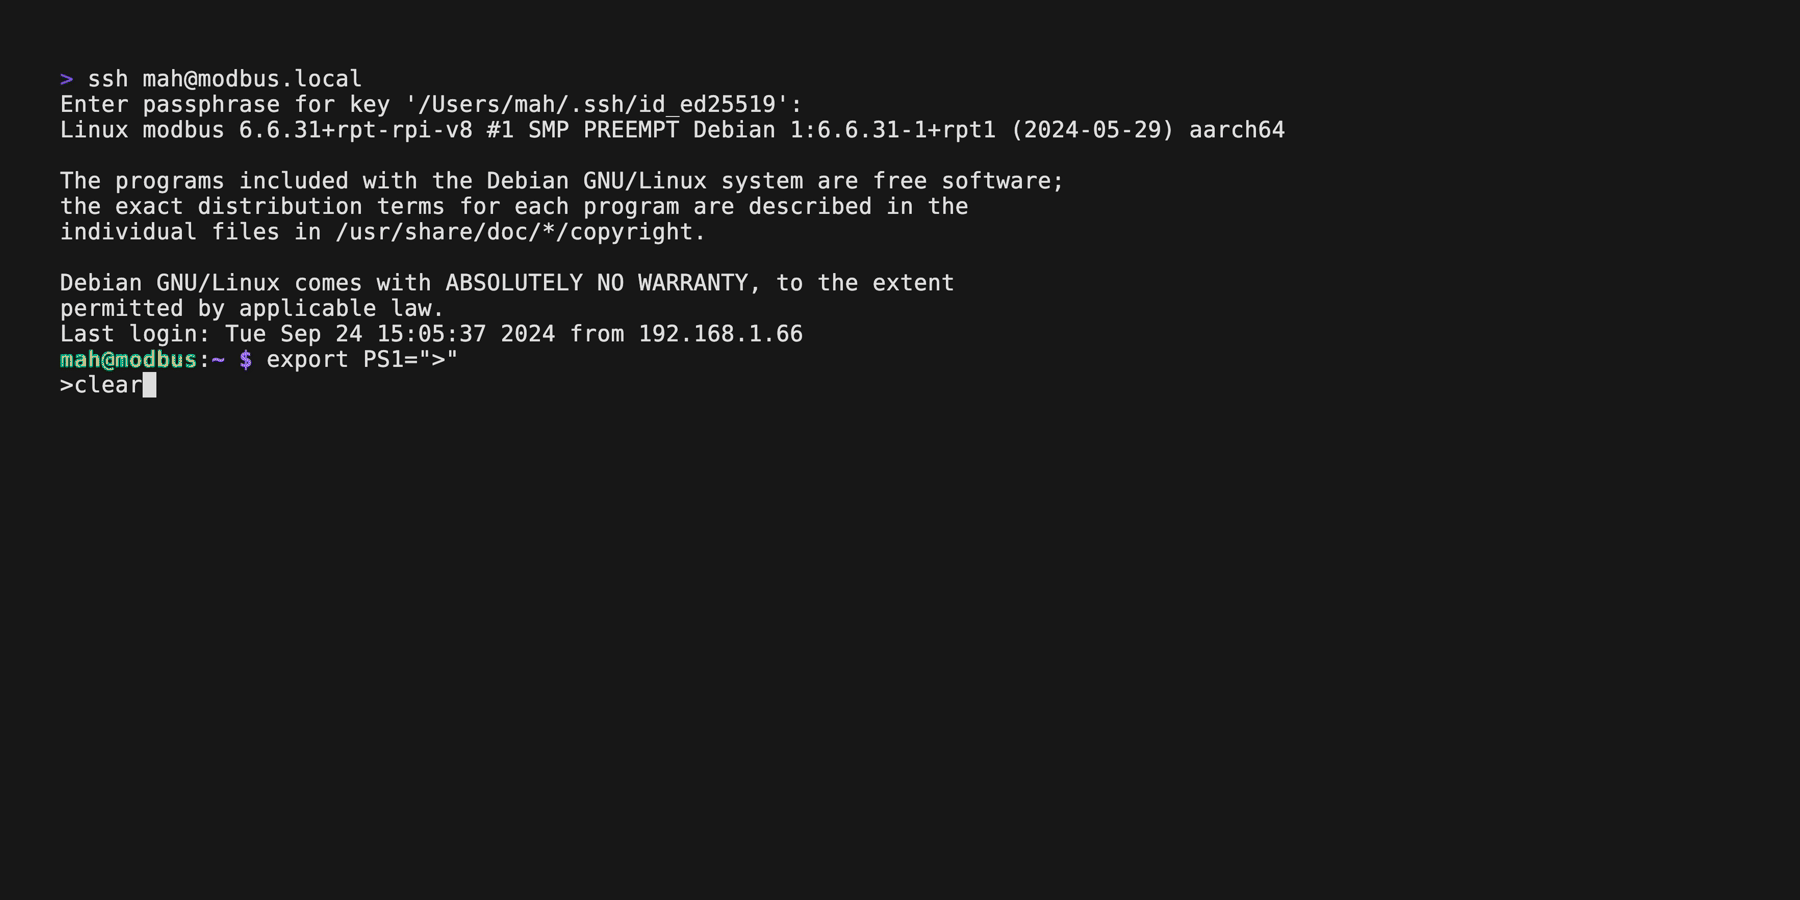 > ssh mah@modbus.local
Enter passphrase for key '/Users/mah/.ssh/id_ed25519':
Linux modbus 6.6.31+rpt-rpi-v8 #1 SMP PREEMPT Debian 1:6.6.31-1+rpt1 (2024-05-29) aarch64

The programs included with the Debian GNU/Linux system are free software;
the exact distribution terms for each program are described in the
individual files in /usr/share/doc/*/copyright.

Debian GNU/Linux comes with ABSOLUTELY NO WARRANTY, to the extent
permitted by applicable law.
Last login: Tue Sep 24 15:05:37 2024 from 192.168.1.66
mah@modbus:~ $ export PS1=">"
>clear